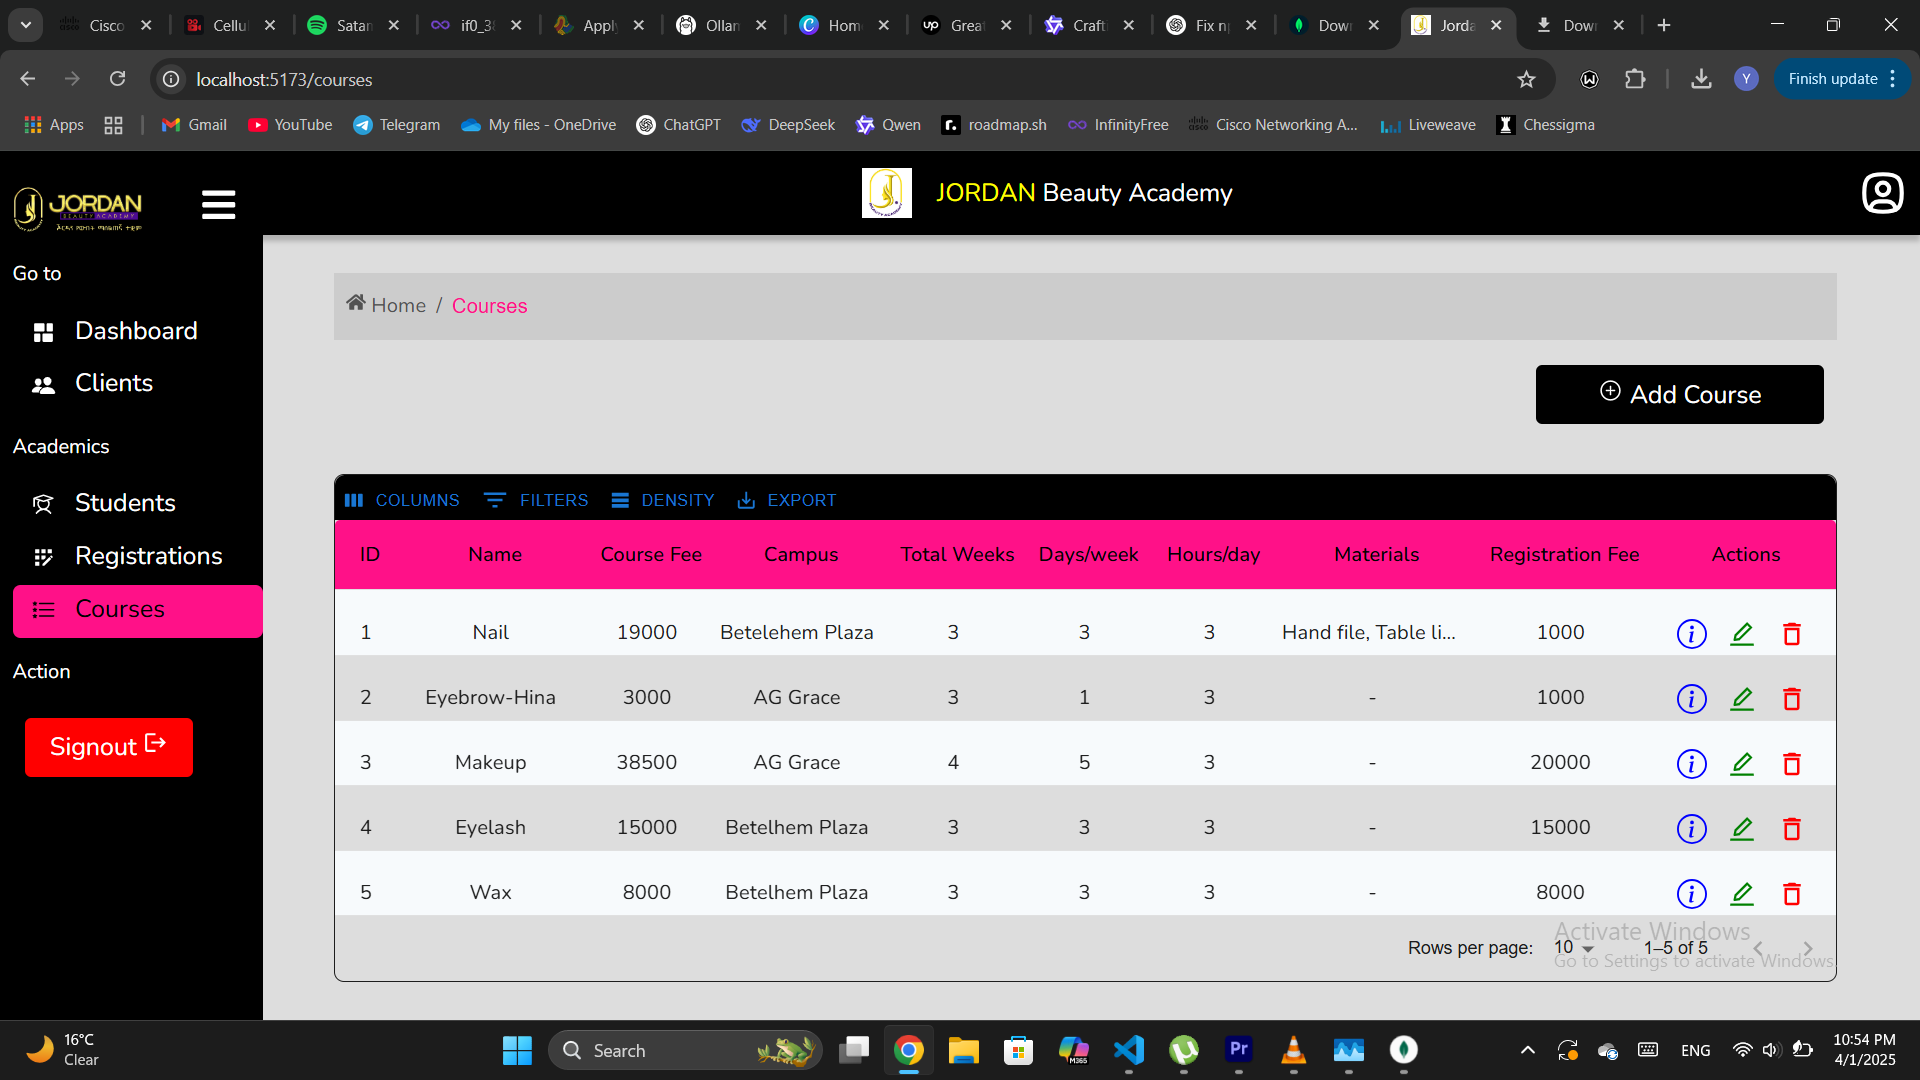 Cisco
Cellu
Satan
if0_3
Apply
Ollan
Hom
Grea
Craft
Fix n
Dow
Jorda
Dow
localhost:5173/courses
Y
Finish update
Apps
Gmail
YouTube
Telegram
My files - OneDrive
ChatGPT
DeepSeek
Qwen
roadmap.sh
InfinityFree
Cisco Networking A...
Liveweave
Chessigma
JORDAN
BEAUTY ACADEMY
JORDAN Beauty Academy
Go to
Dashboard
Clients
Academics
Students
Registrations
Courses
Action
Signout
Home / Courses
Add Course
COLUMNS FILTERS DENSITY EXPORT
ID Name Course Fee Campus Total Weeks Days/week Hours/day Materials Registration Fee Actions
1 Nail 19000 Betelehem Plaza 3 3 3 Hand file, Table li... 1000
2 Eyebrow-Hina 3000 AG Grace 3 1 3 - 1000
3 Makeup 38500 AG Grace 4 5 3 - 20000
4 Eyelash 15000 Betelhem Plaza 3 3 3 - 15000
5 Wax 8000 Betelhem Plaza 3 3 3 - 8000
Rows per page: 10 1–5 of 5
Activate Windows
Go to Settings to activate Windows.
16°C
Clear
Search
M365
Pr
ENG
10:54 PM
4/1/2025